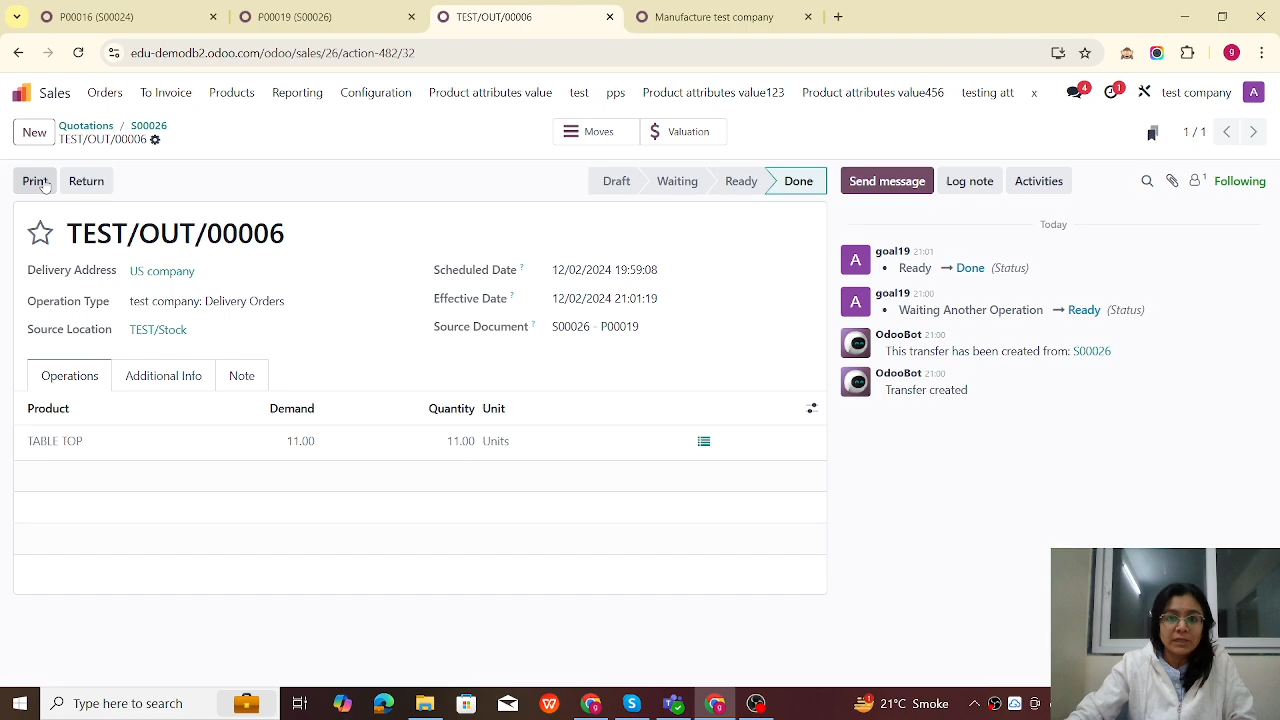 P00016 (S00024)
P00019 (S00026)
TEST/OUT/00006
Manufacture test company
edu-demodb2.odoo.com/odoo/sales/26/action-482/32
g
Sales Orders To Invoice Products Reporting Configuration Product attributes value test pps Product attributes value123 Product attributes value456 testing att x 4 1 test company A
New
Quotations / S00026
TEST/OUT/00006
Moves
$ Valuation
1 / 1
Print
Return
Draft
Waiting
Ready
Done
Send message
Log note
Activities
1
Following
TEST/OUT/00006
Delivery Address US company
Operation Type test company: Delivery Orders
Source Location TEST/Stock
Scheduled Date ? 12/02/2024 19:59:08
Effective Date ? 12/02/2024 21:01:19
Source Document ? S00026 - P00019
Operations
Additional Info
Note
Product Demand Quantity Unit
TABLE TOP 11.00 11.00 Units
Today
A
goal19 21:01
Ready → Done (Status)
A
goal19 21:00
Waiting Another Operation → Ready (Status)
OdooBot 21:00
This transfer has been created from: S00026
OdooBot 21:00
Transfer created
Type here to search
1
21°C Smoke